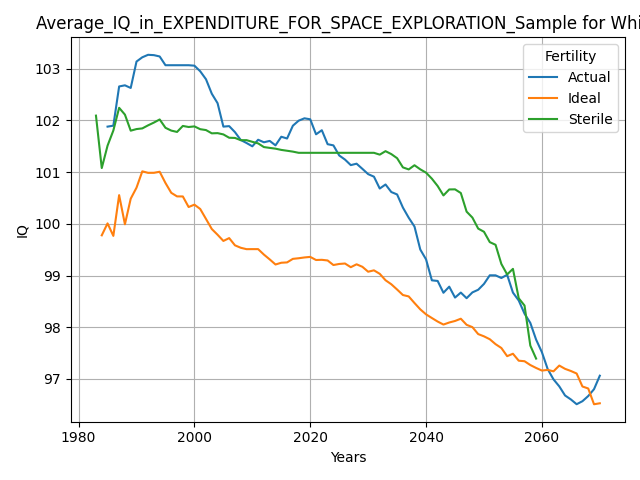 Average_IQ_in_EXPENDITURE_FOR_SPACE_EXPLORATION_Sample for Whi
Fertility
Actual
Ideal
Sterile
103
102
101
100
99
98
97
IQ
1980 2000 2020 2040 2060
Years